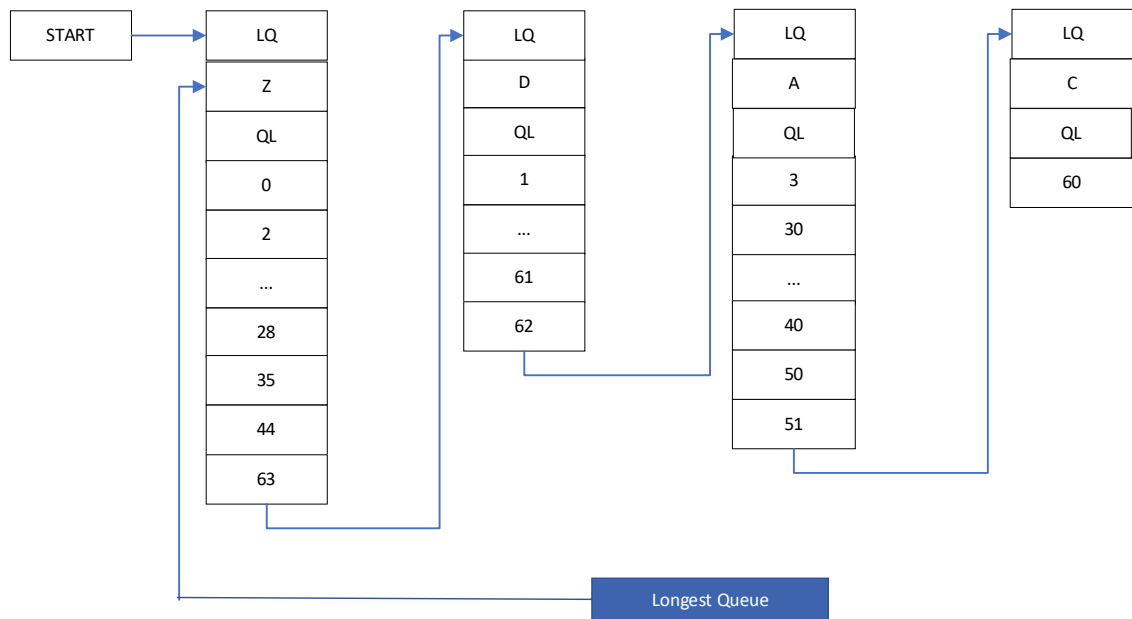 START
LQ
Z
QL
0
2
...
28
35
44
63
LQ
D
QL
1
...
61
62
LQ
A
QL
3
30
...
40
50
51
LQ
C
QL
60
Longest Queue